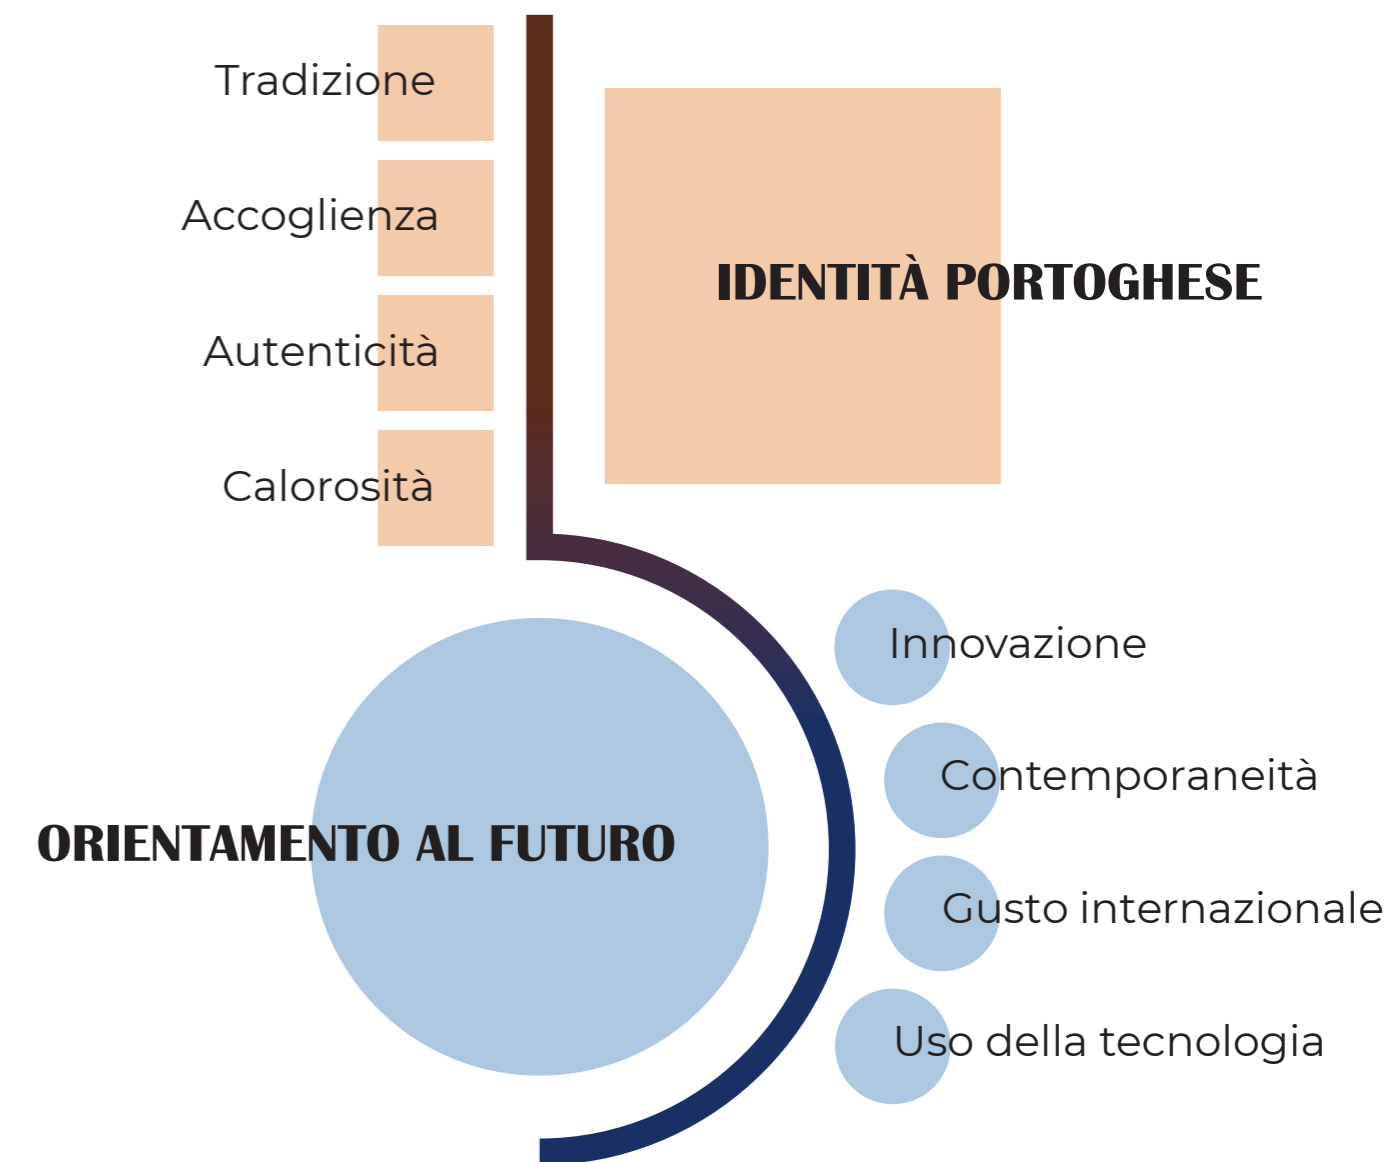 Tradizione
Accoglienza
Autenticità
Calorosità
IDENTITÀ PORTOGHESE
ORIENTAMENTO AL FUTURO
Innovazione
Contemporaneità
Gusto internazionale
Uso della tecnologia